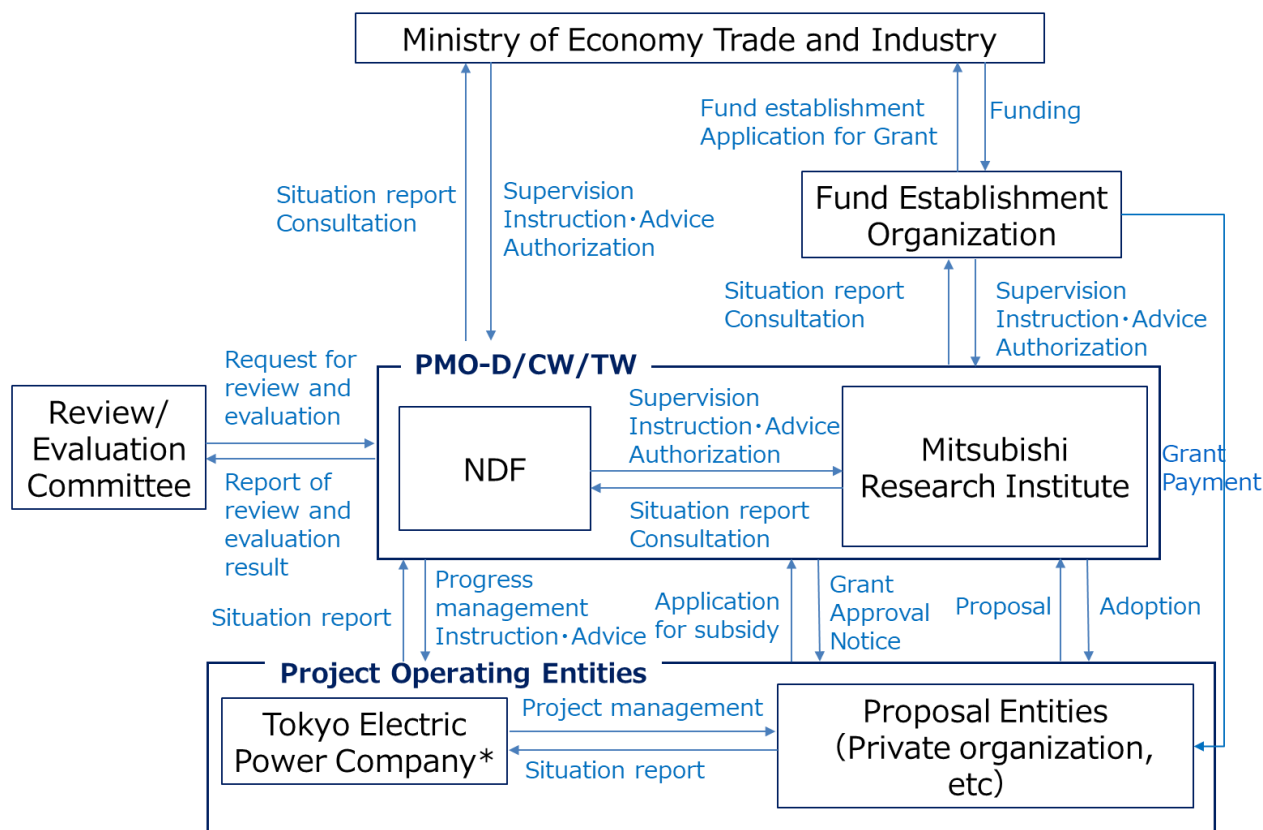 Ministry of Economy Trade and Industry
Fund establishment
Application for Grant
Funding
Situation report
Consultation
Supervision
Instruction・Advice
Authorization
Fund Establishment
Organization
Situation report
Consultation
Supervision
Instruction・Advice
Authorization
PMO-D/CW/TW
Request for
review and
evaluation
Review/
Evaluation
Committee
Report of
review and
evaluation
result
NDF
Supervision
Instruction・Advice
Authorization
Situation report
Consultation
Mitsubishi
Research Institute
Grant
Payment
Situation report
Progress
management
Instruction・Advice
Application
for subsidy
Grant
Approval
Notice
Proposal
Adoption
Project Operating Entities
Tokyo Electric
Power Company*
Project management
Situation report
Proposal Entities
（Private organization,
etc）